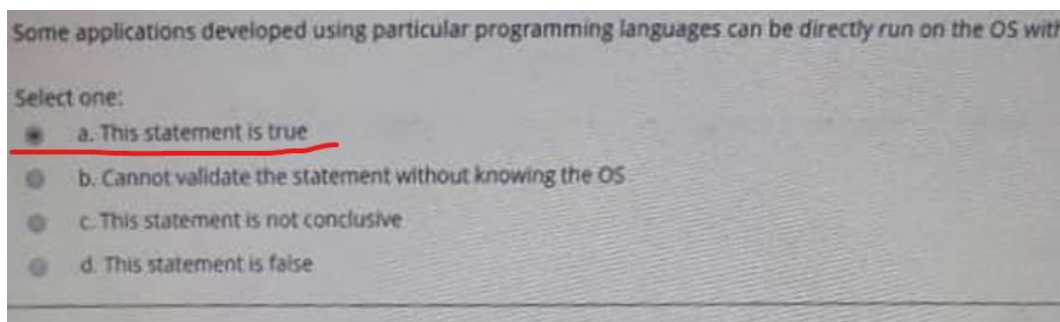 Some applications developed using particular programming languages can be directly run on the OS with
Select one:
a. This statement is true
b. Cannot validate the statement without knowing the OS
c. This statement is not conclusive
d. This statement is false